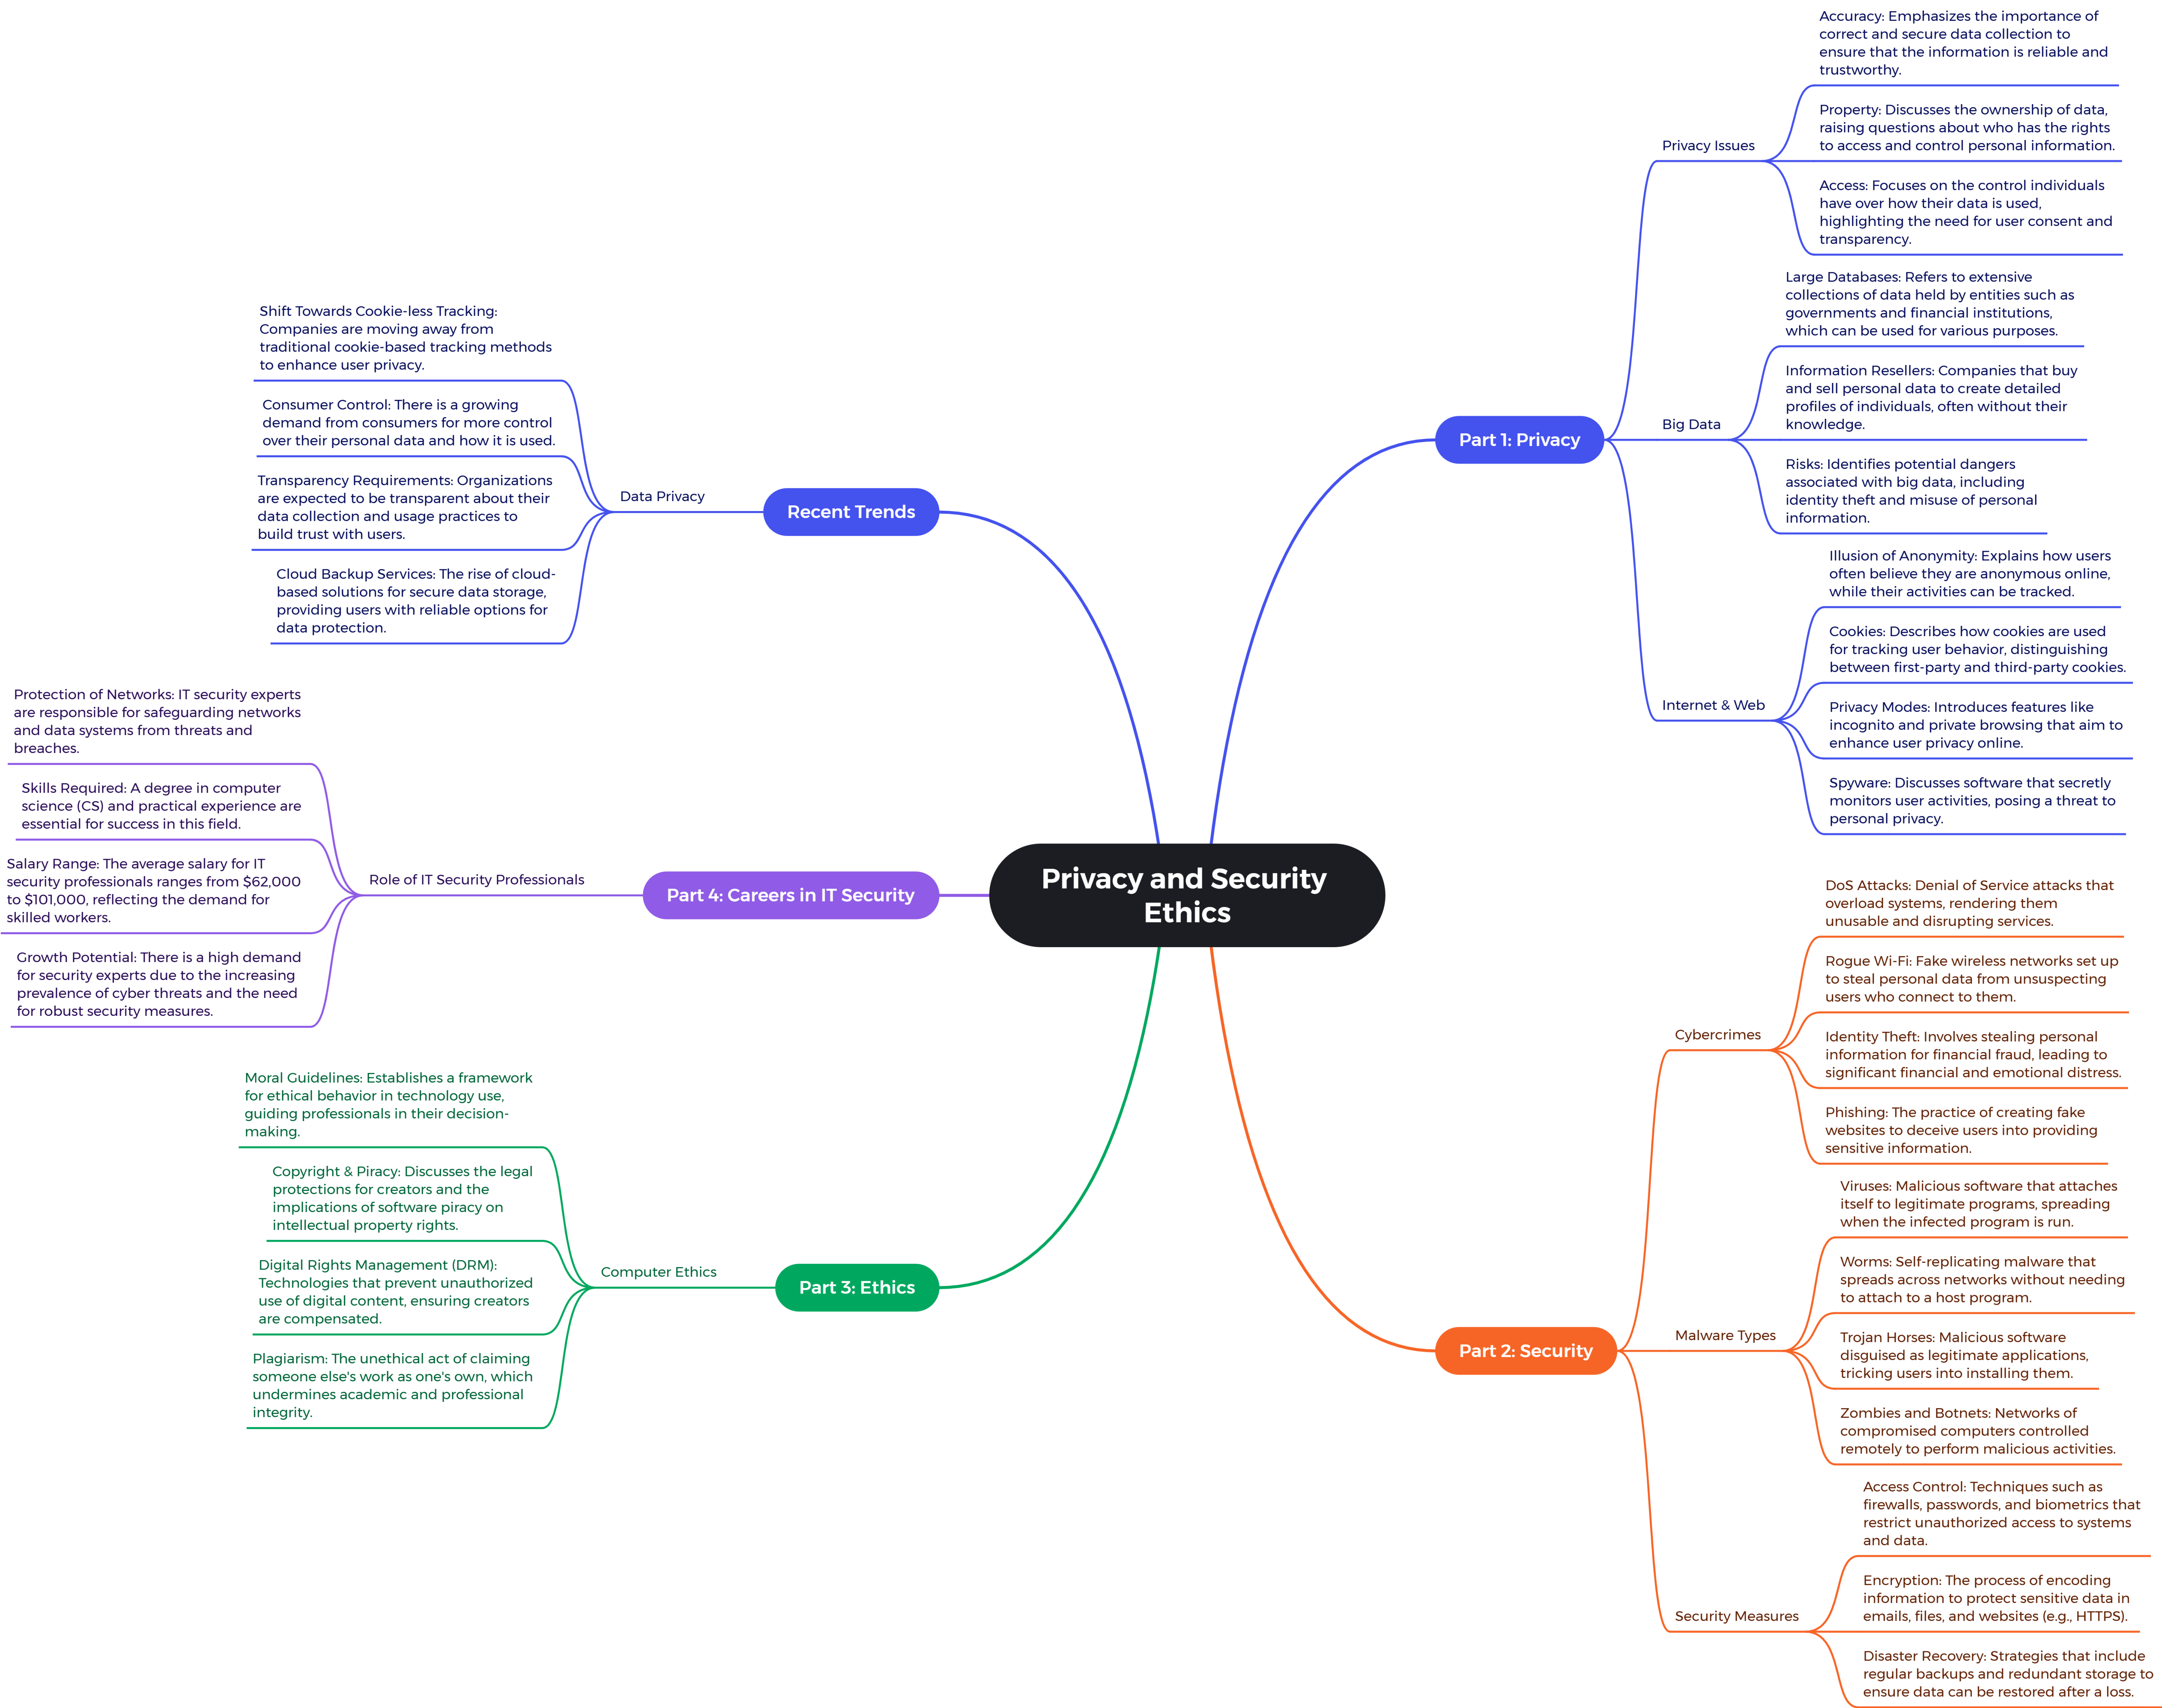 Privacy and Security
Ethics
Part 1: Privacy
Privacy Issues
Accuracy: Emphasizes the importance of
correct and secure data collection to
ensure that the information is reliable and
trustworthy.
Property: Discusses the ownership of data,
raising questions about who has the rights
to access and control personal information.
Access: Focuses on the control individuals
have over how their data is used,
highlighting the need for user consent and
transparency.
Big Data
Large Databases: Refers to extensive
collections of data held by entities such as
governments and financial institutions,
which can be used for various purposes.
Information Resellers: Companies that buy
and sell personal data to create detailed
profiles of individuals, often without their
knowledge.
Risks: Identifies potential dangers
associated with big data, including
identity theft and misuse of personal
information.
Internet & Web
Illusion of Anonymity: Explains how users
often believe they are anonymous online,
while their activities can be tracked.
Cookies: Describes how cookies are used
for tracking user behavior, distinguishing
between first-party and third-party cookies.
Privacy Modes: Introduces features like
incognito and private browsing that aim to
enhance user privacy online.
Spyware: Discusses software that secretly
monitors user activities, posing a threat to
personal privacy.
Part 2: Security
Cybercrimes
DoS Attacks: Denial of Service attacks that
overload systems, rendering them
unusable and disrupting services.
Rogue Wi-Fi: Fake wireless networks set up
to steal personal data from unsuspecting
users who connect to them.
Identity Theft: Involves stealing personal
information for financial fraud, leading to
significant financial and emotional distress.
Phishing: The practice of creating fake
websites to deceive users into providing
sensitive information.
Malware Types
Viruses: Malicious software that attaches
itself to legitimate programs, spreading
when the infected program is run.
Worms: Self-replicating malware that
spreads across networks without needing
to attach to a host program.
Trojan Horses: Malicious software
disguised as legitimate applications,
tricking users into installing them.
Zombies and Botnets: Networks of
compromised computers controlled
remotely to perform malicious activities.
Security Measures
Access Control: Techniques such as
firewalls, passwords, and biometrics that
restrict unauthorized access to systems
and data.
Encryption: The process of encoding
information to protect sensitive data in
emails, files, and websites (e.g., HTTPS).
Disaster Recovery: Strategies that include
regular backups and redundant storage to
ensure data can be restored after a loss.
Part 3: Ethics
Computer Ethics
Moral Guidelines: Establishes a framework
for ethical behavior in technology use,
guiding professionals in their decision-
making.
Copyright & Piracy: Discusses the legal
protections for creators and the
implications of software piracy on
intellectual property rights.
Digital Rights Management (DRM):
Technologies that prevent unauthorized
use of digital content, ensuring creators
are compensated.
Plagiarism: The unethical act of claiming
someone else's work as one's own, which
undermines academic and professional
integrity.
Part 4: Careers in IT Security
Role of IT Security Professionals
Protection of Networks: IT security experts
are responsible for safeguarding networks
and data systems from threats and
breaches.
Skills Required: A degree in computer
science (CS) and practical experience are
essential for success in this field.
Salary Range: The average salary for IT
security professionals ranges from $62,000
to $101,000, reflecting the demand for
skilled workers.
Growth Potential: There is a high demand
for security experts due to the increasing
prevalence of cyber threats and the need
for robust security measures.
Recent Trends
Data Privacy
Shift Towards Cookie-less Tracking:
Companies are moving away from
traditional cookie-based tracking methods
to enhance user privacy.
Consumer Control: There is a growing
demand from consumers for more control
over their personal data and how it is used.
Transparency Requirements: Organizations
are expected to be transparent about their
data collection and usage practices to
build trust with users.
Cloud Backup Services: The rise of cloud-
based solutions for secure data storage,
providing users with reliable options for
data protection.